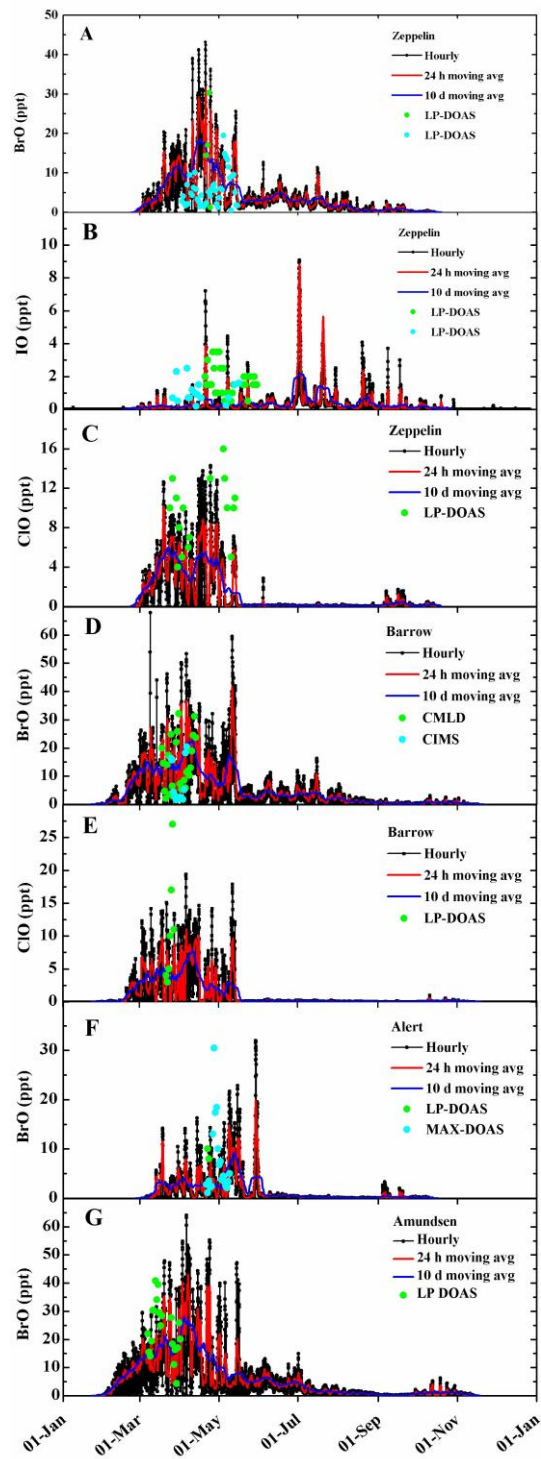 A
Zeppelin
Hourly
24 h moving avg
10 d moving avg
LP-DOAS
LP-DOAS
BrO (ppt)
50
40
30
20
10
0
B
Zeppelin
Hourly
24 h moving avg
10 d moving avg
LP-DOAS
LP-DOAS
IO (ppt)
10
8
6
4
2
0
C
Zeppelin
Hourly
24 h moving avg
10 d moving avg
LP-DOAS
ClO (ppt)
16
12
8
4
0
D
Barrow
Hourly
24 h moving avg
10 d moving avg
CMLD
CIMS
BrO (ppt)
60
50
40
30
20
10
0
E
Barrow
Hourly
24 h moving avg
10 d moving avg
LP-DOAS
ClO (ppt)
25
20
15
10
5
0
F
Alert
Hourly
24 h moving avg
10 d moving avg
LP-DOAS
MAX-DOAS
BrO (ppt)
30
20
10
0
G
Amundsen
Hourly
24 h moving avg
10 d moving avg
LP DOAS
BrO (ppt)
60
50
40
30
20
10
0
01-Jan
01-Mar
01-May
01-Jul
01-Sep
01-Nov
01-Jan